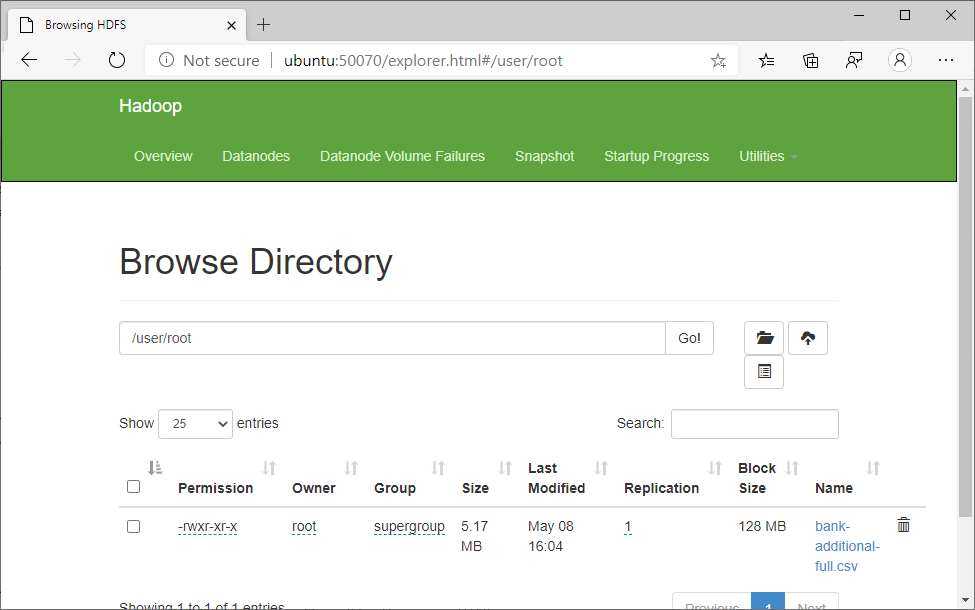 Browsing HDFS
Not secure ubuntu:50070/explorer.html#/user/root
Hadoop
Overview Datanodes Datanode Volume Failures Snapshot Startup Progress Utilities
Browse Directory
/user/root Go!
Show 25 entries Search:
Permission Owner Group Size Last Modified Replication Block Size Name
-rwxr-xr-x root supergroup 5.17 MB May 08 16:04 1 128 MB bank-additional-full.csv
Showing 1 to 1 of 1 entries Previous 1 Next